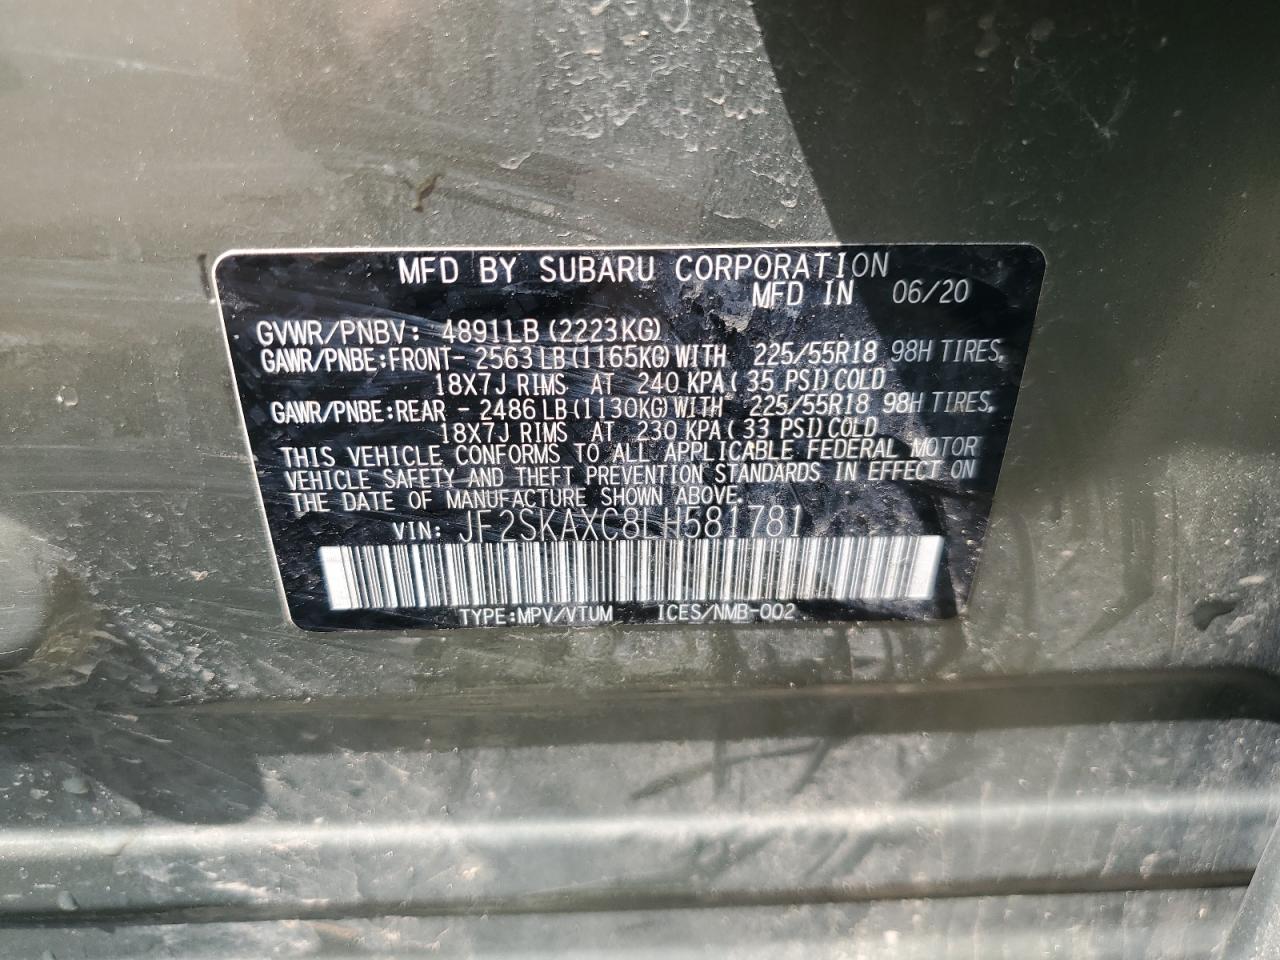 MFD BY SUBARU CORPORATION
MFD IN 06/20
GVWR/PNBV: 4891LB (2223KG)
GAWR/PNBE:FRONT- 2563 LB(1165KG)WITH 225/55R18 98H TIRES,
18X7J RIMS AT 240 KPA( 35 PSI)COLD
GAWR/PNBE:REAR - 2486 LB(1130KG)WITH 225/55R18 98H TIRES,
18X7J RIMS AT 230 KPA( 33 PSI)COLD
THIS VEHICLE CONFORMS TO ALL APPLICABLE FEDERAL MOTOR
VEHICLE SAFETY AND THEFT PREVENTION STANDARDS IN EFFECT ON
THE DATE OF MANUFACTURE SHOWN ABOVE.
VIN: JF2SKAXC8LH581781
TYPE:MPV/VTUM ICES/NMB-002